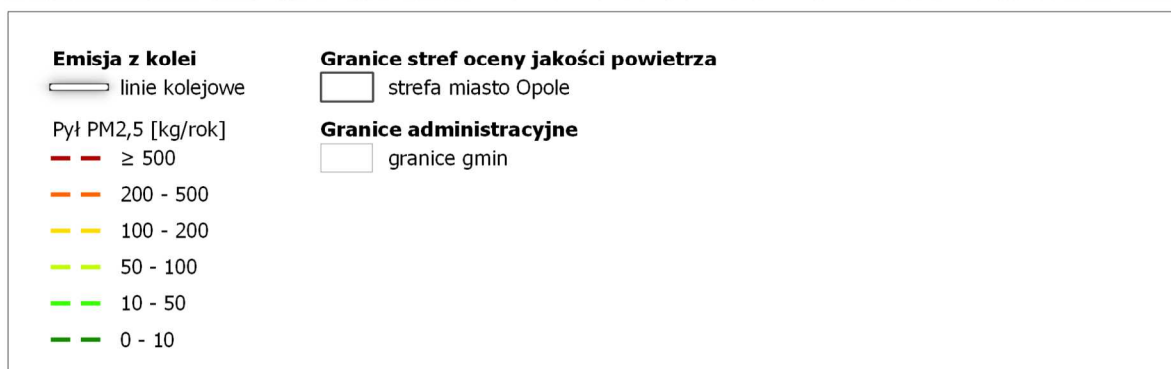 Emisja z kolei
linie kolejowe
Pył PM2,5 [kg/rok]
≥ 500
200 - 500
100 - 200
50 - 100
10 - 50
0 - 10
Granice stref oceny jakości powietrza
strefa miasto Opole
Granice administracyjne
granice gmin